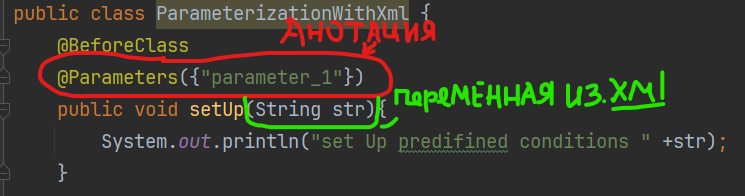 public class ParameterizationWithXml {
АНОТАЦИЯ
@BeforeClass
@Parameters({"parameter_1"})
public void setUp(String str){ ПЕРЕМЕННАЯ ИЗ.XMl
System.out.println("set Up predifined conditions " +str);
}